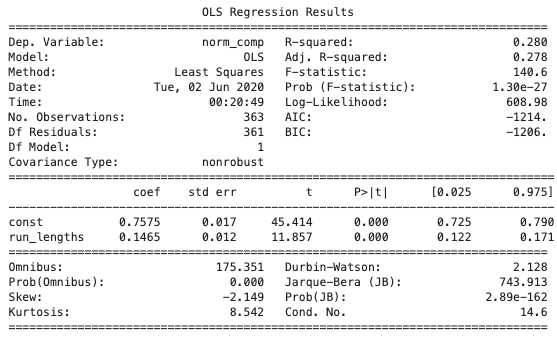 OLS Regression Results
==============================================================================
Dep. Variable:              norm_comp   R-squared:                       0.280
Model:                            OLS   Adj. R-squared:                  0.278
Method:                 Least Squares   F-statistic:                     140.6
Date:                Tue, 02 Jun 2020   Prob (F-statistic):           1.30e-27
Time:                        00:20:49   Log-Likelihood:                 608.98
No. Observations:                 363   AIC:                            -1214.
Df Residuals:                     361   BIC:                            -1206.
Df Model:                           1
Covariance Type:            nonrobust
===============================================================================
                  coef    std err          t      P>|t|      [0.025      0.975]
-------------------------------------------------------------------------------
const           0.7575      0.017     45.414      0.000       0.725       0.790
run_lengths     0.1465      0.012     11.857      0.000       0.122       0.171
==============================================================================
Omnibus:                      175.351   Durbin-Watson:                   2.128
Prob(Omnibus):                  0.000   Jarque-Bera (JB):              743.913
Skew:                          -2.149   Prob(JB):                    2.89e-162
Kurtosis:                       8.542   Cond. No.                         14.6
==============================================================================